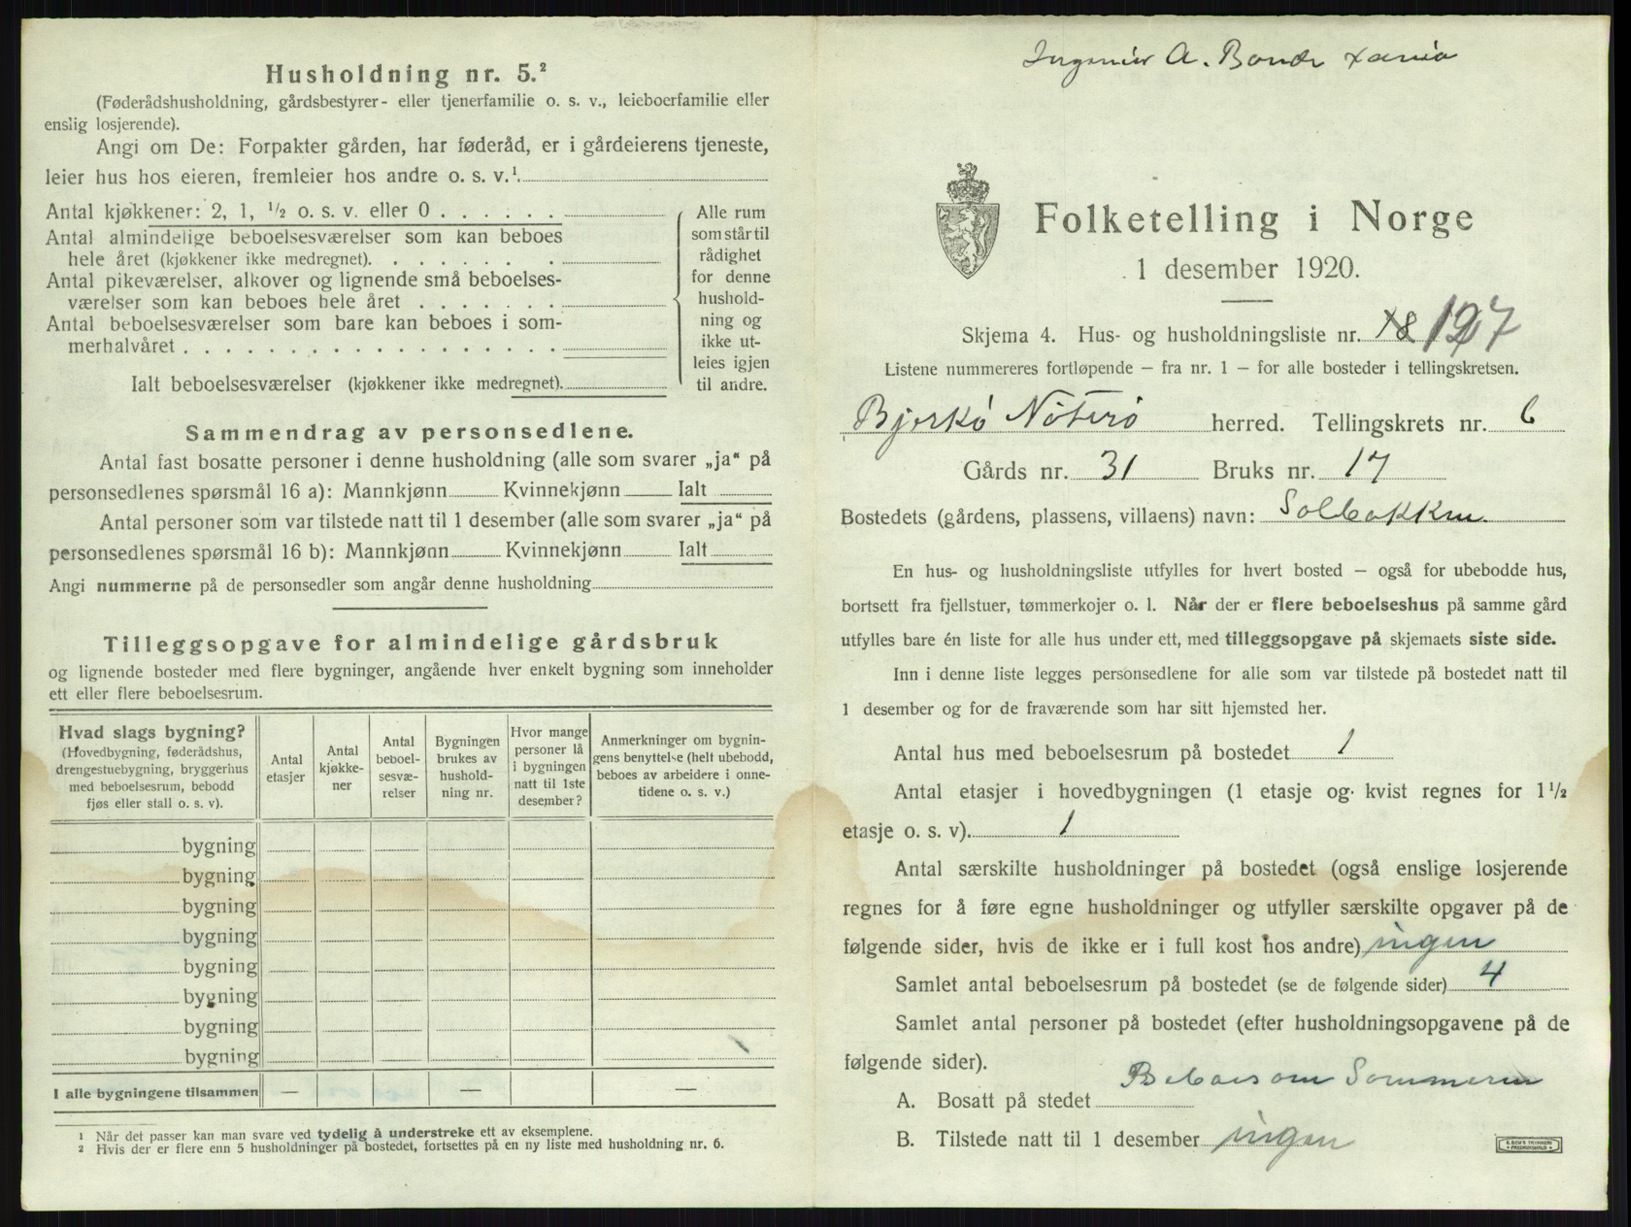 Husholdning nr. 5.²
(Føderådshusholdning, gårdsbestyrer- eller tjenerfamilie o. s. v., leieboerfamilie eller
enslig losjerende).
Angi om De: Forpakter gården, har føderåd, er i gårdeierens tjeneste,
leier hus hos eieren, fremleier hos andre o. s. v.¹
Antal kjøkkener: 2, 1, ½ o. s. v. eller 0
Antal almindelige beboelsesværelser som kan beboes
hele året (kjøkkener ikke medregnet).
Antal pikeværelser, alkover og lignende små beboelses-
værelser som kan beboes hele året
Antal beboelsesværelser som bare kan beboes i som-
merhalvåret
Ialt beboelsesværelser (kjøkkener ikke medregnet).
Alle rum
som står til
rådighet
for denne
hushold-
ning og
ikke ut-
leies igjen
til andre.
Sammendrag av personsedlene.
Antal fast bosatte personer i denne husholdning (alle som svarer „ja“ på
personsedlenes spørsmål 16 a): Mannkjønn Kvinnekjønn Ialt
Antal personer som var tilstede natt til 1 desember (alle som svarer „ja“ på
personsedlenes spørsmål 16 b): Mannkjønn Kvinnekjønn Ialt
Angi nummerne på de personsedler som angår denne husholdning
Tilleggsopgave for almindelige gårdsbruk
og lignende bosteder med flere bygninger, angående hver enkelt bygning som inneholder
ett eller flere beboelsesrum.
Hvad slags bygning?
(Hovedbygning, føderådshus,
drengestuebygning, bryggerhus
med beboelsesrum, bebodd
fjøs eller stall o. s. v).
Antal
etasjer
Antal
kjøkke-
ner
Antal
beboel-
sesvæ-
relser
Bygningen
brukes av
hushold-
ning nr.
Hvor mange
personer lå
i bygningen
natt til 1ste
desember?
Anmerkninger om bygnin-
gens benyttelse (helt ubebodd,
beboes av arbeidere i onne-
tidene o. s. v.)
bygning
bygning
bygning
bygning
bygning
bygning
bygning
bygning
I alle bygningene tilsammen — — —
¹ Når det passer kan man svare ved tydelig å understreke ett av eksemplene.
² Hvis der er flere enn 5 husholdninger på bostedet, fortsettes på en ny liste med husholdning nr. 6.
Ingeniør A. Bonde Xania
Folketelling i Norge
1 desember 1920.
Skjema 4. Hus- og husholdningsliste nr. 18 127
Listene nummereres fortløpende — fra nr. 1 — for alle bosteder i tellingskretsen.
Bjerkö Nöterö herred. Tellingskrets nr. 6
Gårds nr. 31 Bruks nr. 17
Bostedets (gårdens, plassens, villaens) navn: Solbakken
En hus- og husholdningsliste utfylles for hvert bosted — også for ubebodde hus,
bortsett fra fjellstuer, tømmerkojer o. l. Når der er flere beboelseshus på samme gård
utfylles bare én liste for alle hus under ett, med tilleggsopgave på skjemaets siste side.
Inn i denne liste legges personsedlene for alle som var tilstede på bostedet natt til
1 desember og for de fraværende som har sitt hjemsted her.
Antal hus med beboelsesrum på bostedet 1
Antal etasjer i hovedbygningen (1 etasje og kvist regnes for 1½
etasje o. s. v). 1
Antal særskilte husholdninger på bostedet (også enslige losjerende
regnes for å føre egne husholdninger og utfyller særskilte opgaver på de
følgende sider, hvis de ikke er i full kost hos andre) ingen
Samlet antal beboelsesrum på bostedet (se de følgende sider) 4
Samlet antal personer på bostedet (efter husholdningsopgavene på de
følgende sider).
Beboes om Sommeren
A. Bosatt på stedet
B. Tilstede natt til 1 desember ingen